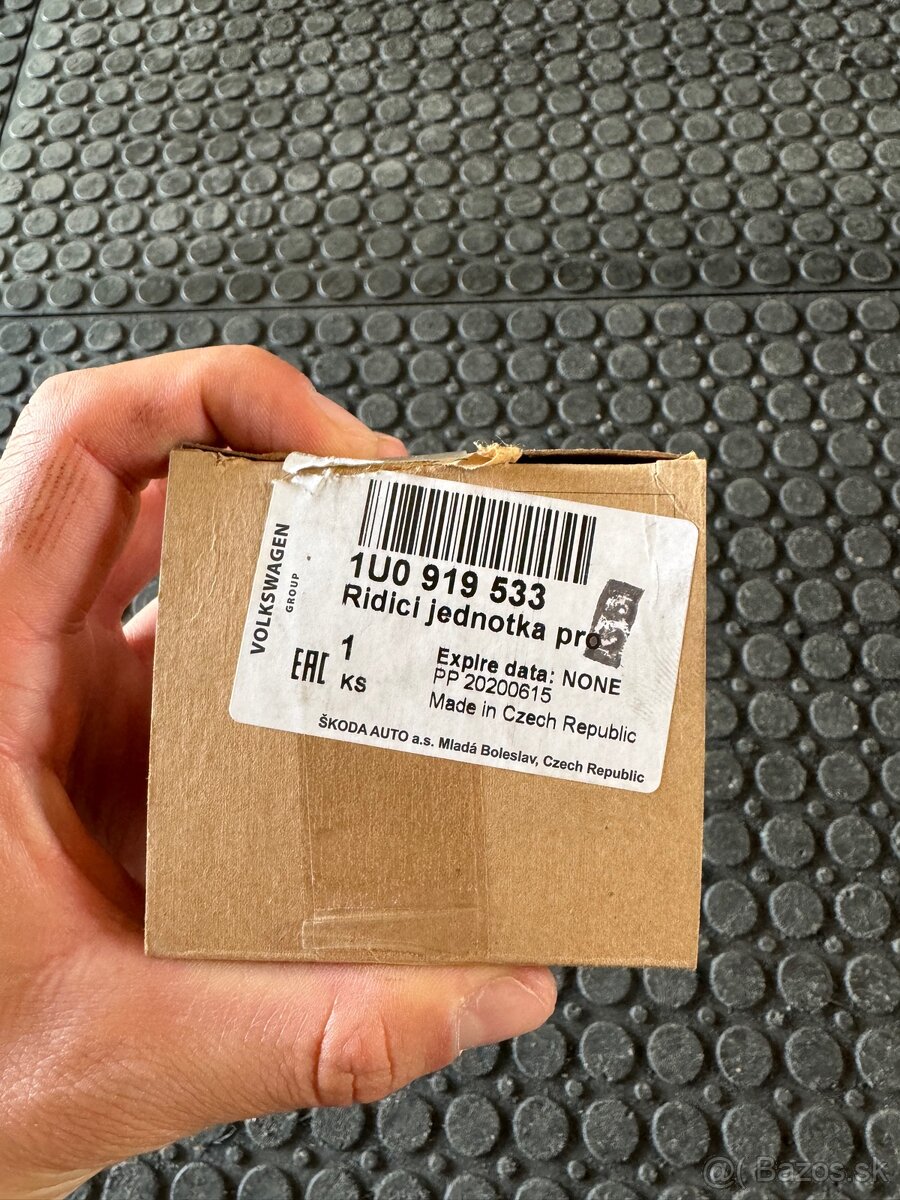 VOLKSWAGEN
GROUP
1U0 919 533
Ridici jednotka pro
EAC
1
KS
Expire data: NONE
PP 20200615
Made in Czech Republic
ŠKODA AUTO a.s. Mladá Boleslav, Czech Republic
Bazos.sk